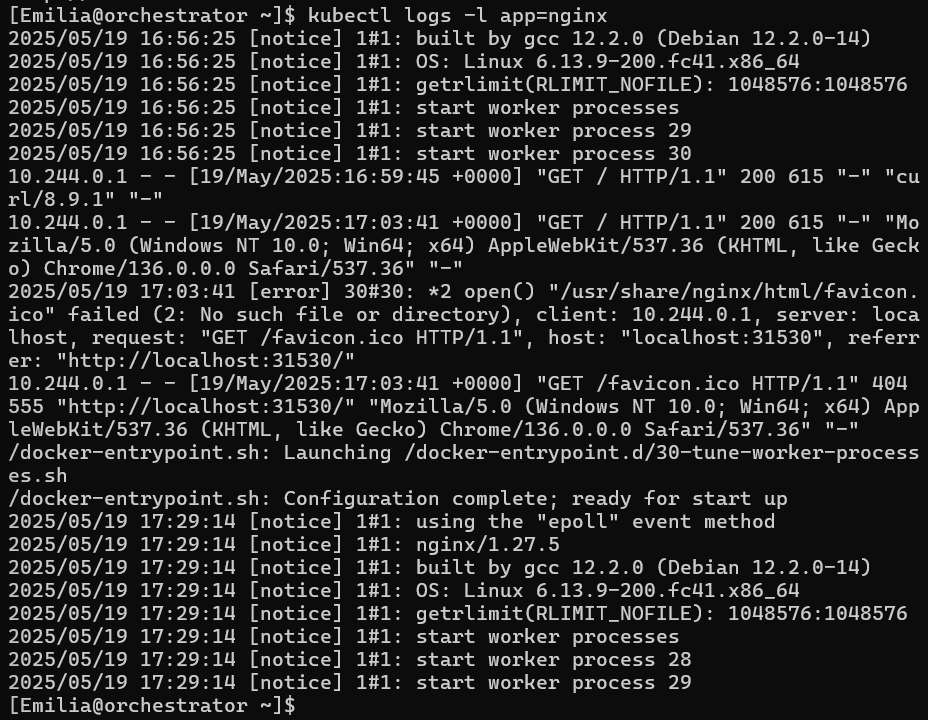 [Emilia@orchestrator ~]$ kubectl logs -l app=nginx
2025/05/19 16:56:25 [notice] 1#1: built by gcc 12.2.0 (Debian 12.2.0-14)
2025/05/19 16:56:25 [notice] 1#1: OS: Linux 6.13.9-200.fc41.x86_64
2025/05/19 16:56:25 [notice] 1#1: getrlimit(RLIMIT_NOFILE): 1048576:1048576
2025/05/19 16:56:25 [notice] 1#1: start worker processes
2025/05/19 16:56:25 [notice] 1#1: start worker process 29
2025/05/19 16:56:25 [notice] 1#1: start worker process 30
10.244.0.1 - - [19/May/2025:16:59:45 +0000] "GET / HTTP/1.1" 200 615 "-" "cu
rl/8.9.1" "-"
10.244.0.1 - - [19/May/2025:17:03:41 +0000] "GET / HTTP/1.1" 200 615 "-" "Mo
zilla/5.0 (Windows NT 10.0; Win64; x64) AppleWebKit/537.36 (KHTML, like Geck
o) Chrome/136.0.0.0 Safari/537.36" "-"
2025/05/19 17:03:41 [error] 30#30: *2 open() "/usr/share/nginx/html/favicon.
ico" failed (2: No such file or directory), client: 10.244.0.1, server: loca
lhost, request: "GET /favicon.ico HTTP/1.1", host: "localhost:31530", referr
er: "http://localhost:31530/"
10.244.0.1 - - [19/May/2025:17:03:41 +0000] "GET /favicon.ico HTTP/1.1" 404
555 "http://localhost:31530/" "Mozilla/5.0 (Windows NT 10.0; Win64; x64) App
leWebKit/537.36 (KHTML, like Gecko) Chrome/136.0.0.0 Safari/537.36" "-"
/docker-entrypoint.sh: Launching /docker-entrypoint.d/30-tune-worker-process
es.sh
/docker-entrypoint.sh: Configuration complete; ready for start up
2025/05/19 17:29:14 [notice] 1#1: using the "epoll" event method
2025/05/19 17:29:14 [notice] 1#1: nginx/1.27.5
2025/05/19 17:29:14 [notice] 1#1: built by gcc 12.2.0 (Debian 12.2.0-14)
2025/05/19 17:29:14 [notice] 1#1: OS: Linux 6.13.9-200.fc41.x86_64
2025/05/19 17:29:14 [notice] 1#1: getrlimit(RLIMIT_NOFILE): 1048576:1048576
2025/05/19 17:29:14 [notice] 1#1: start worker processes
2025/05/19 17:29:14 [notice] 1#1: start worker process 28
2025/05/19 17:29:14 [notice] 1#1: start worker process 29
[Emilia@orchestrator ~]$